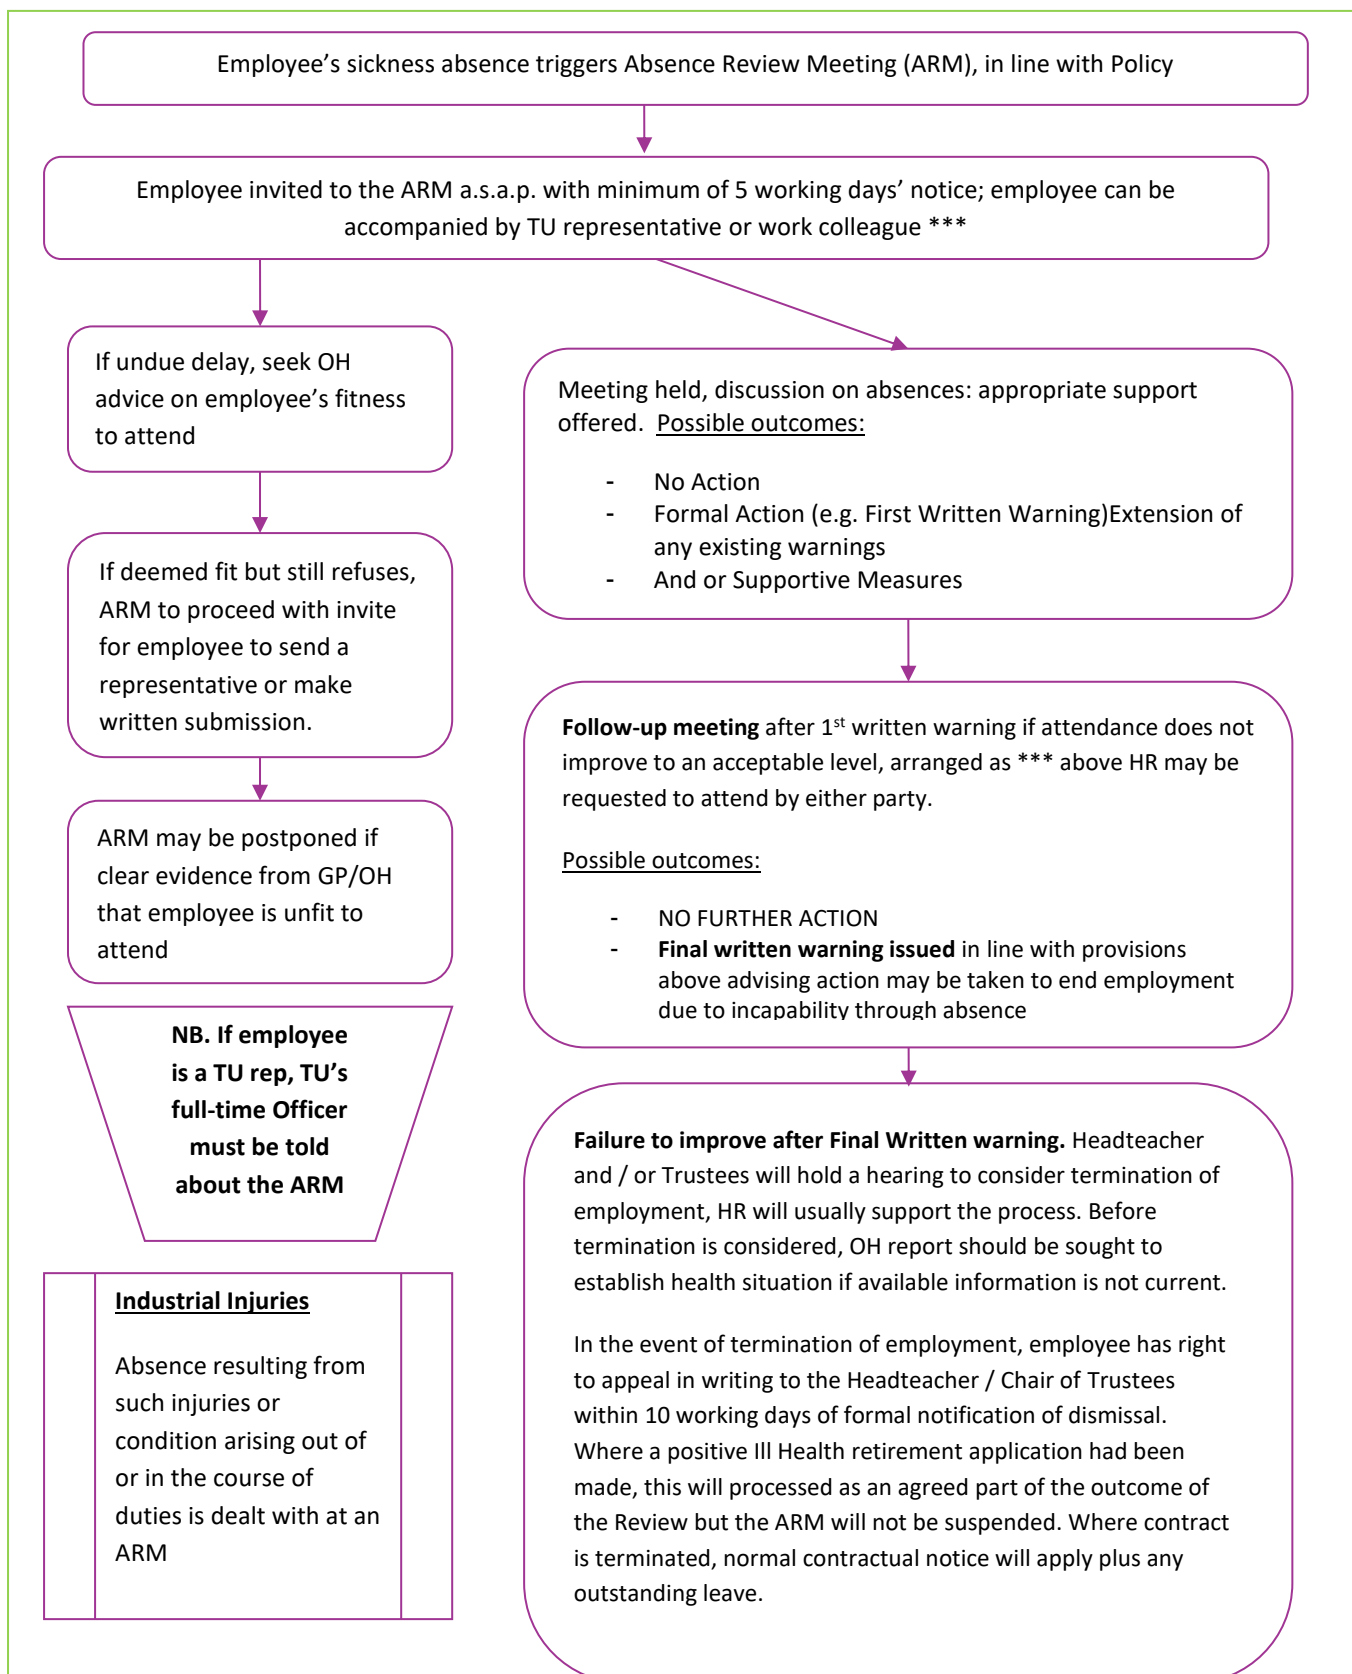 Employee’s sickness absence triggers Absence Review Meeting (ARM), in line with Policy
Employee invited to the ARM a.s.a.p. with minimum of 5 working days’ notice; employee can be
accompanied by TU representative or work colleague ***
If undue delay, seek OH
advice on employee’s fitness
to attend
If deemed fit but still refuses,
ARM to proceed with invite
for employee to send a
representative or make
written submission.
ARM may be postponed if
clear evidence from GP/OH
that employee is unfit to
attend
NB. If employee
is a TU rep, TU’s
full-time Officer
must be told
about the ARM
Industrial Injuries
Absence resulting from
such injuries or
condition arising out of
or in the course of
duties is dealt with at an
ARM
Meeting held, discussion on absences: appropriate support
offered. Possible outcomes:
- No Action
- Formal Action (e.g. First Written Warning)Extension of
any existing warnings
- And or Supportive Measures
Follow-up meeting after 1st written warning if attendance does not
improve to an acceptable level, arranged as *** above HR may be
requested to attend by either party.
Possible outcomes:
- NO FURTHER ACTION
- Final written warning issued in line with provisions
above advising action may be taken to end employment
due to incapability through absence
Failure to improve after Final Written warning. Headteacher
and / or Trustees will hold a hearing to consider termination of
employment, HR will usually support the process. Before
termination is considered, OH report should be sought to
establish health situation if available information is not current.
In the event of termination of employment, employee has right
to appeal in writing to the Headteacher / Chair of Trustees
within 10 working days of formal notification of dismissal.
Where a positive Ill Health retirement application had been
made, this will processed as an agreed part of the outcome of
the Review but the ARM will not be suspended. Where contract
is terminated, normal contractual notice will apply plus any
outstanding leave.